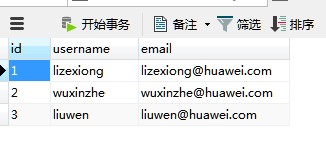 开始事务 备注 筛选 排序
id username email
1 lizexiong lizexiong@huawei.com
2 wuxinzhe wuxinzhe@huawei.com
3 liuwen liuwen@huawei.com